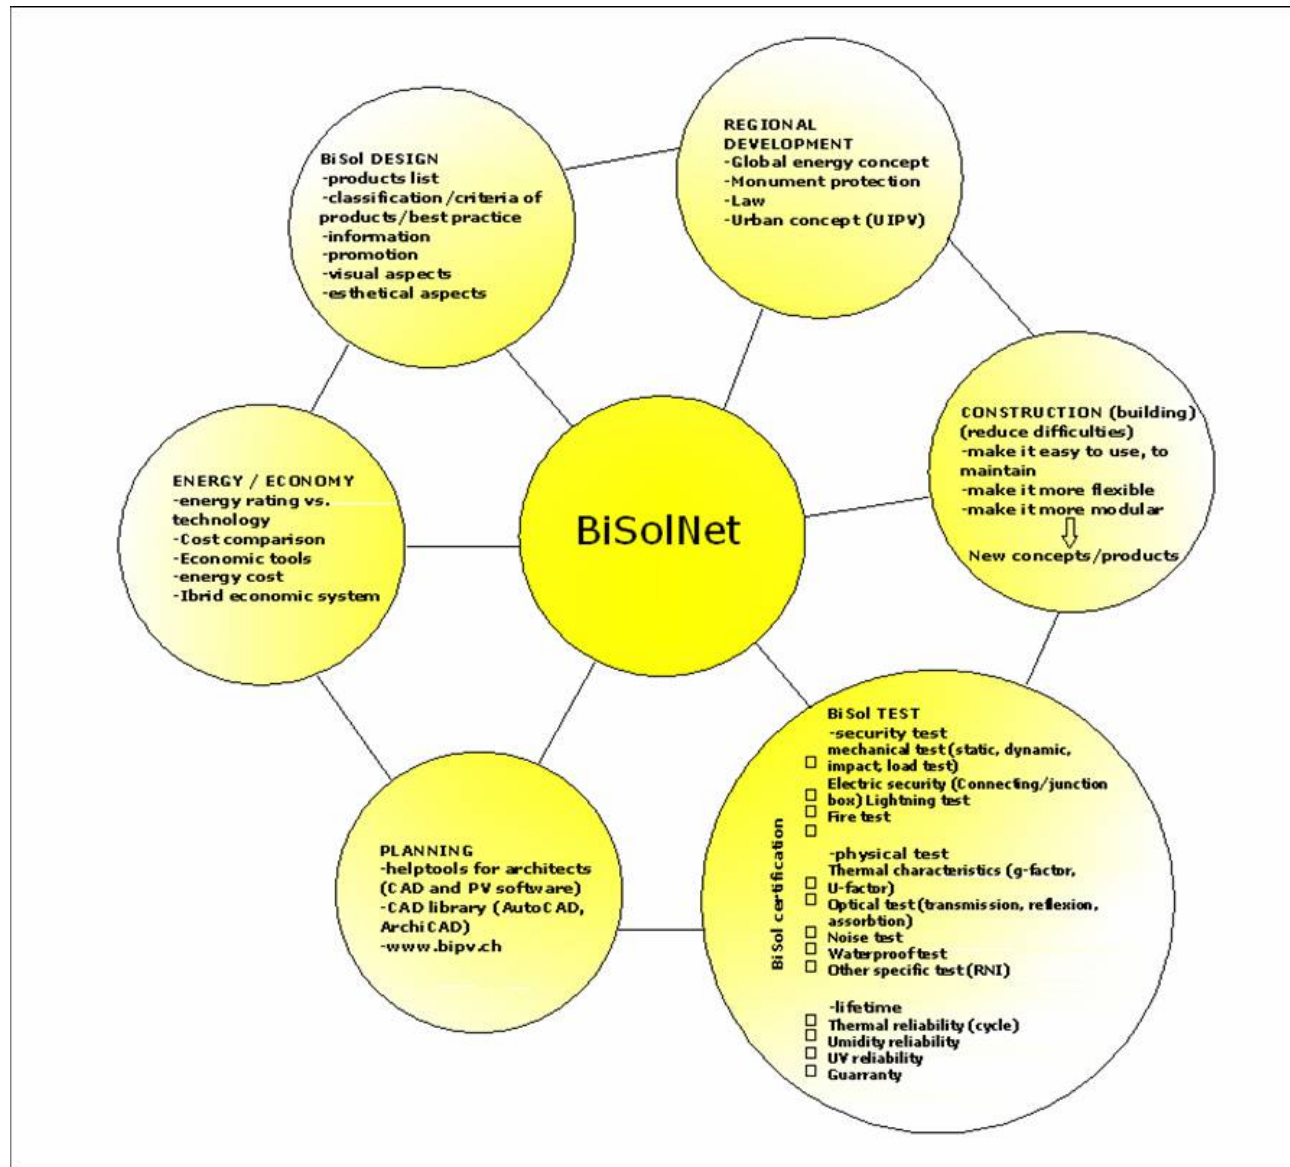 BiSol DESIGN
-products list
-classification/criteria of
products/best practice
-information
-promotion
-visual aspects
-esthetical aspects
REGIONAL
DEVELOPMENT
-Global energy concept
-Monument protection
-Law
-Urban concept (UIPV)
CONSTRUCTION (building)
(reduce difficulties)
-make it easy to use, to
maintain
-make it more flexible
-make it more modular
New concepts/products
ENERGY / ECONOMY
-energy rating vs.
technology
-Cost comparison
-Economic tools
-energy cost
-Ibrid economic system
BiSolNet
PLANNING
-helptools for architects
(CAD and PV software)
-CAD library (AutoCAD,
ArchiCAD)
-www.bipv.ch
BiSol TEST
-security test
mechanical test (static, dynamic,
impact, load test)
Electric security (Connecting/junction
box) Lightning test
Fire test
-physical test
Thermal characteristics (g-factor,
U-factor)
Optical test (transmission, reflexion,
assorbtion)
Noise test
Waterproof test
Other specific test (RNI)
-lifetime
Thermal reliability (cycle)
Umidity reliability
UV reliability
Guarranty
BiSol certification